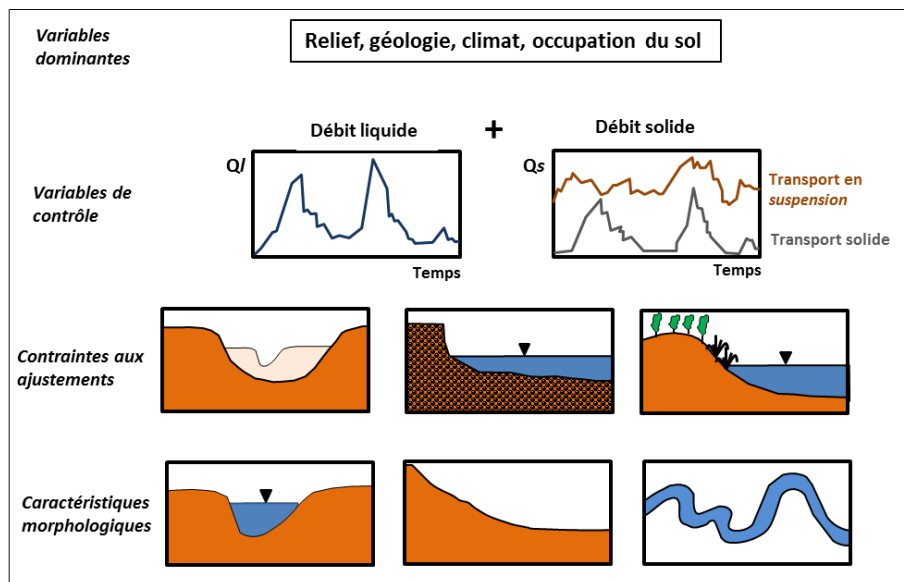 Variables
dominantes
Relief, géologie, climat, occupation du sol
Variables de
contrôle
Débit liquide
+
Débit solide
Ql
Temps
Qs
Transport en
suspension
Transport solide
Temps
Contraintes aux
ajustements
Caractéristiques
morphologiques